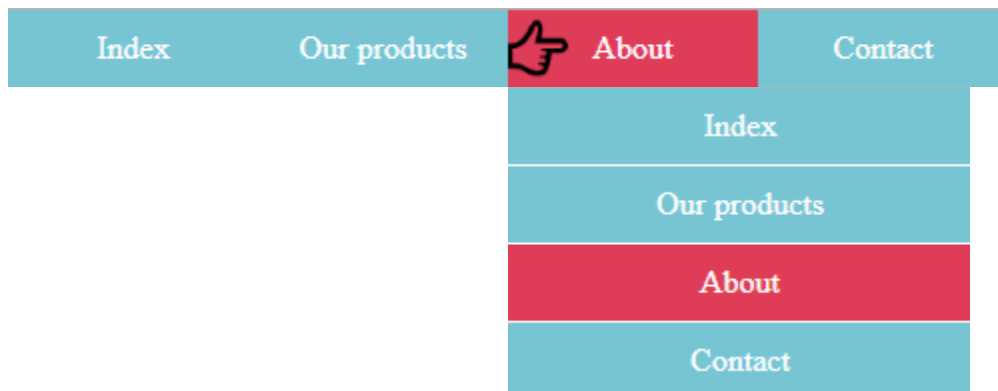 Index Our products About Contact
Index
Our products
About
Contact